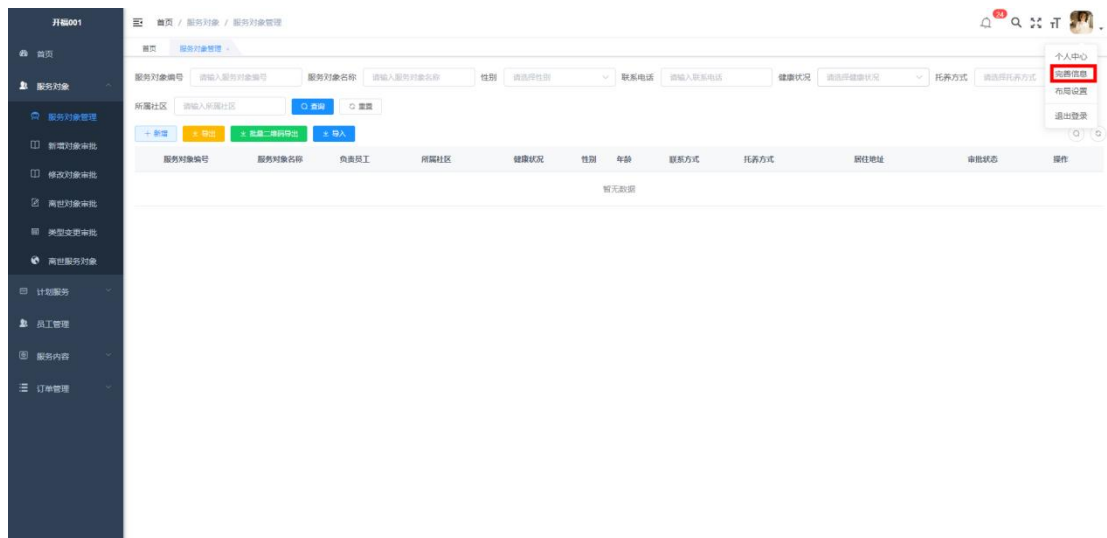 开福001
首页 / 服务对象 / 服务对象管理
24
首页
服务对象管理
首页
服务对象
服务对象管理
新增对象审批
修改对象审批
离世对象审批
类型变更审批
离世服务对象
计划服务
员工管理
服务内容
订单管理
服务对象编号 请输入服务对象编号 服务对象名称 请输入服务对象名称 性别 请选择性别 联系电话 请输入联系电话 健康状况 请选择健康状况 托养方式 请选择托养方式
所属社区 请输入所属社区 查询 重置
+ 新增 导出 批量二维码导出 导入
服务对象编号 服务对象名称 负责员工 所属社区 健康状况 性别 年龄 联系方式 托养方式 居住地址 审批状态 操作
暂无数据
个人中心
完善信息
布局设置
退出登录